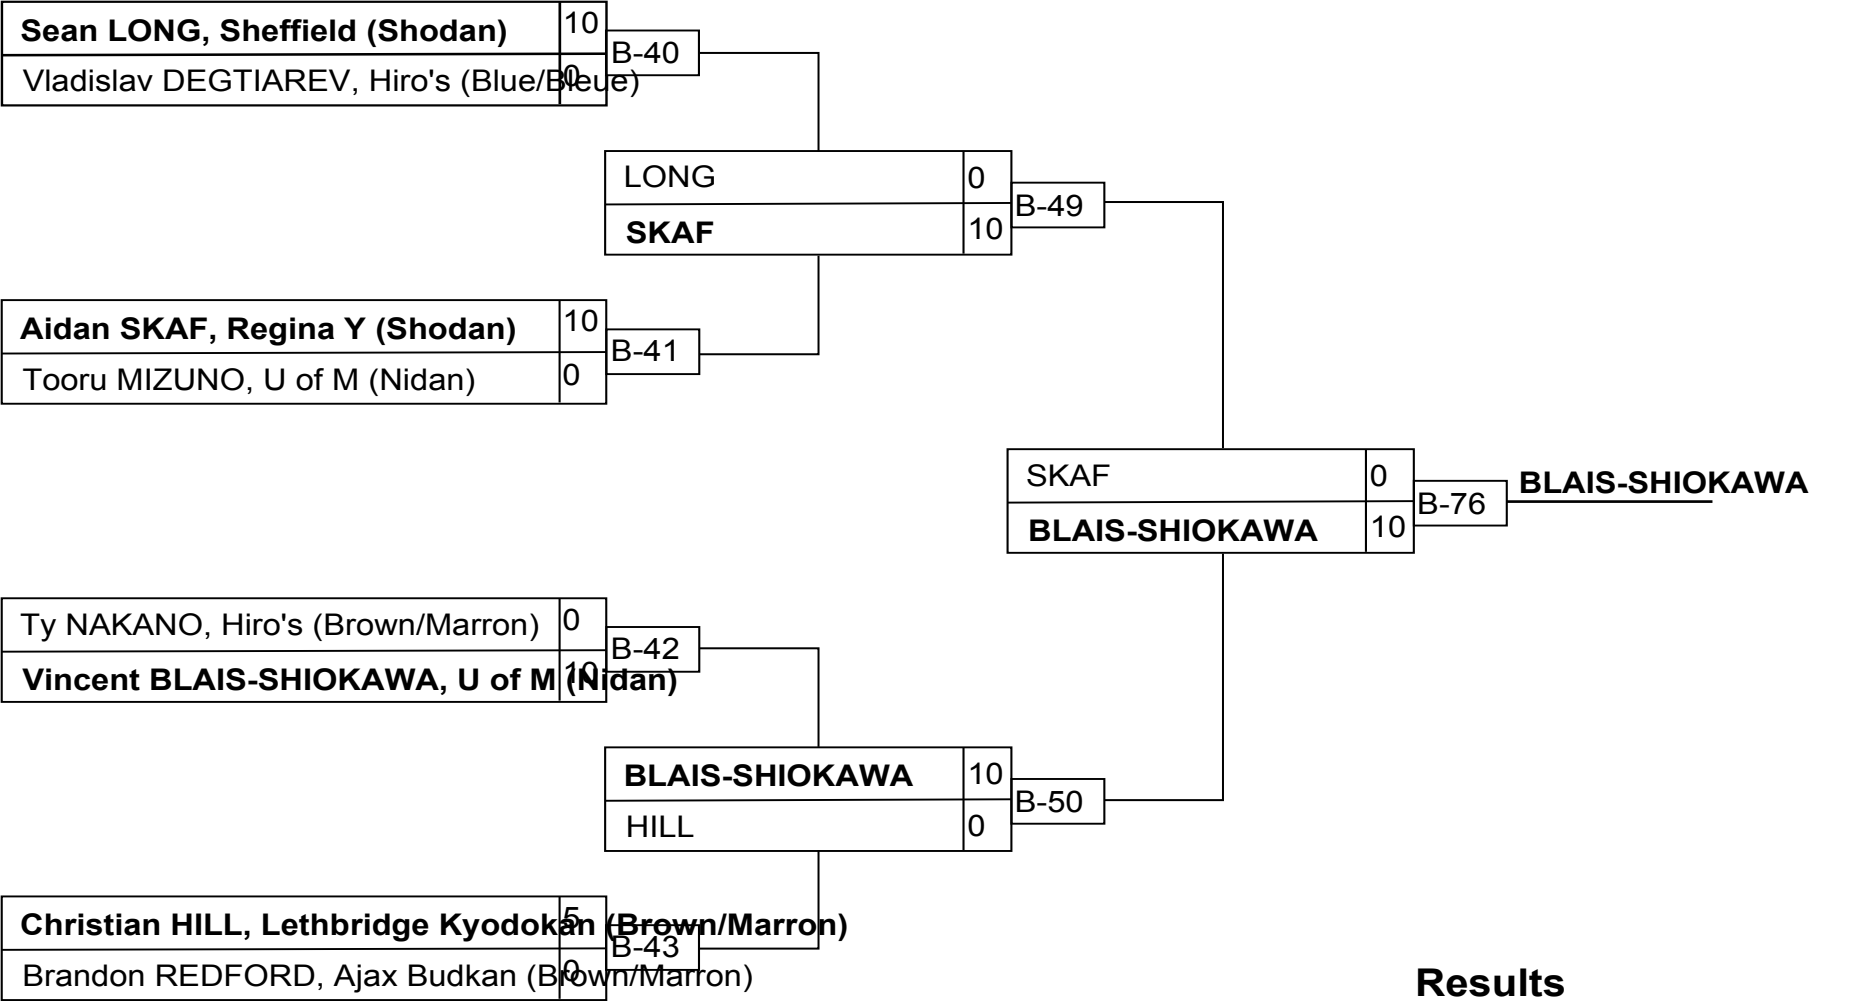 Sean LONG, Sheffield (Shodan) 10
B-40
Vladislav DEGTIAREV, Hiro's (Blue/Bleue) 0
LONG 0
B-49
SKAF 10
Aidan SKAF, Regina Y (Shodan) 10
B-41
Tooru MIZUNO, U of M (Nidan) 0
SKAF 0
B-76
BLAIS-SHIOKAWA
BLAIS-SHIOKAWA 10
Ty NAKANO, Hiro's (Brown/Marron) 0
B-42
Vincent BLAIS-SHIOKAWA, U of M (Nidan) 10
BLAIS-SHIOKAWA 10
B-50
HILL 0
Christian HILL, Lethbridge Kyodokan (Brown/Marron) 5
B-43
Brandon REDFORD, Ajax Budkan (Brown/Marron) 0
Results